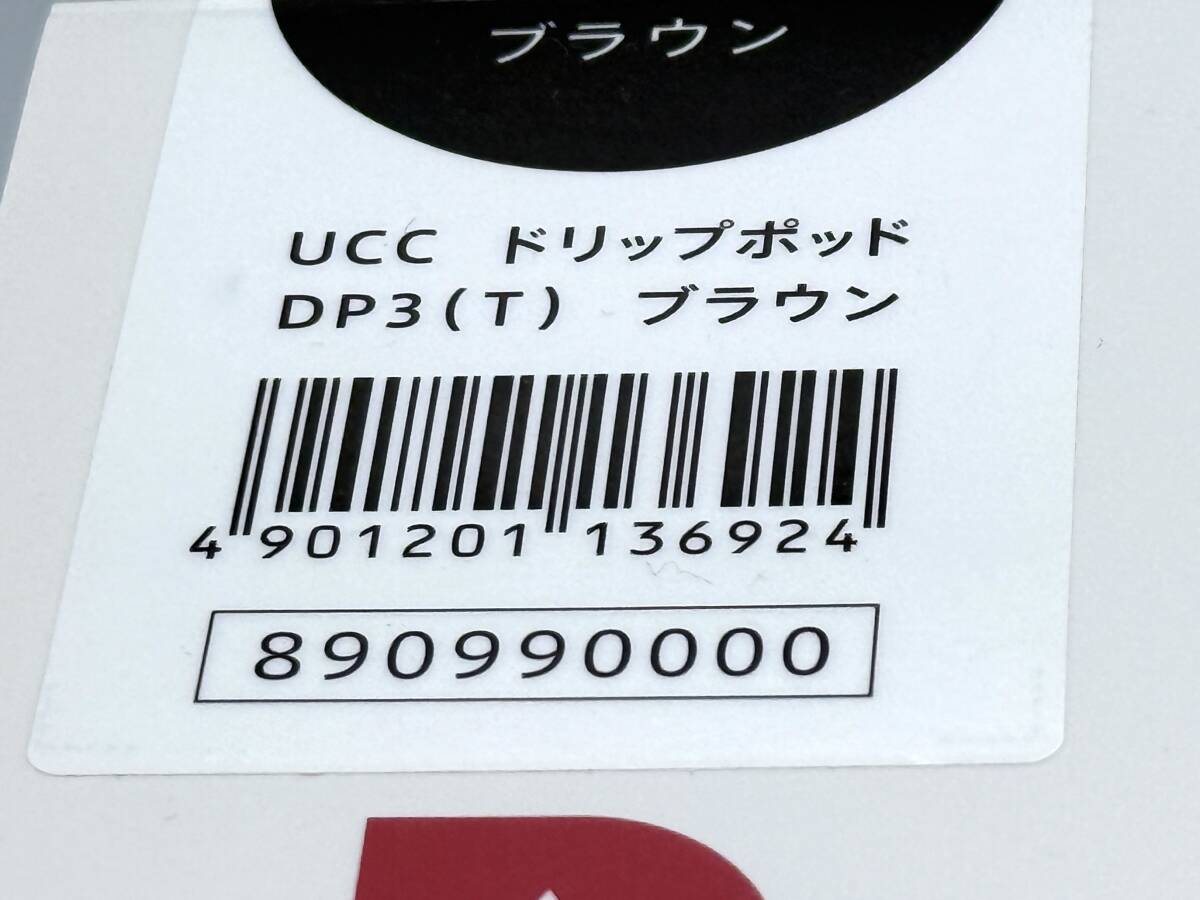 ブラウン
UCC ドリップポッド
DP3(T) ブラウン
4 901201 136924
890990000